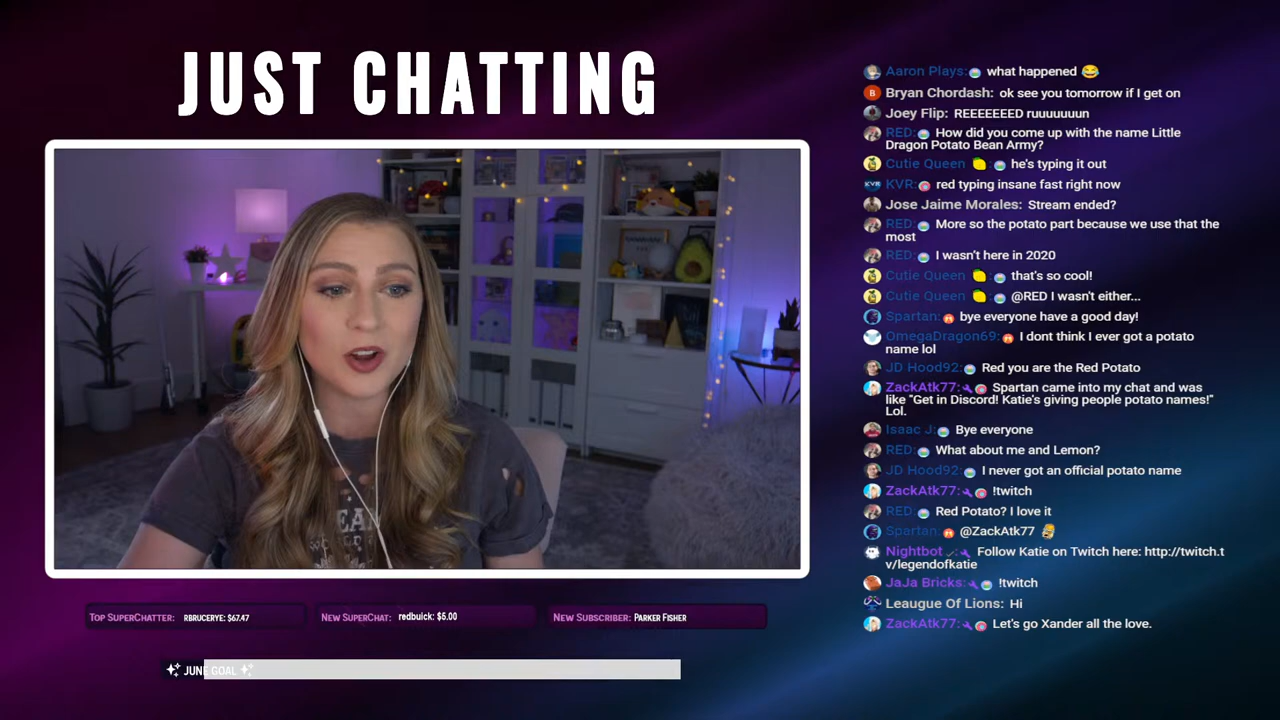 JUST CHATTING
Aaron Plays: what happened 😂
Bryan Chordash: ok see you tomorrow if I get on
Joey Flip: REEEEEEED ruuuuuuun
RED: How did you come up with the name Little
Dragon Potato Bean Army?
Cutie Queen 🍋: he's typing it out
KVR: red typing insane fast right now
Jose Jaime Morales: Stream ended?
RED: More so the potato part because we use that the
most
RED: I wasn't here in 2020
Cutie Queen 🍋: that's so cool!
Cutie Queen 🍋: @RED I wasn't either...
Spartan: bye everyone have a good day!
OmegaDragon69: I dont think I ever got a potato
name lol
JD Hood92: Red you are the Red Potato
ZackAtk77: Spartan came into my chat and was
like "Get in Discord! Katie's giving people potato names!"
Lol.
Isaac J: Bye everyone
RED: What about me and Lemon?
JD Hood92: I never got an official potato name
ZackAtk77: !twitch
RED: Red Potato? I love it
Spartan: @ZackAtk77
Nightbot: Follow Katie on Twitch here: http://twitch.t
v/legendofkatie
JaJa Bricks: !twitch
Leaugue Of Lions: Hi
ZackAtk77: Let's go Xander all the love.
TOP SUPERCHATTER: RBRUCERYE: $67.47
NEW SUPERCHAT: redbuick: $5.00
NEW SUBSCRIBER: PARKER FISHER
✨ JUNE GOAL ✨